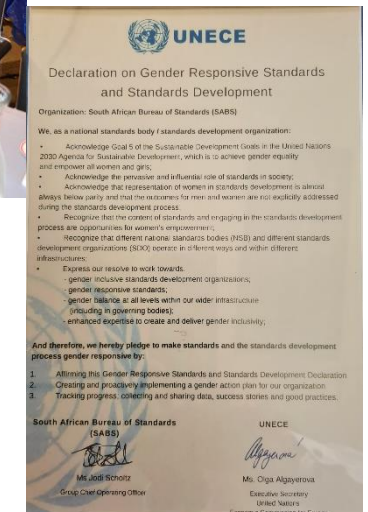 UNECE
Declaration on Gender Responsive Standards
and Standards Development
Organization: South African Bureau of Standards (SABS)
We, as a national standards body / standards development organization:
• Acknowledge Goal 5 of the Sustainable Development Goals in the United Nations
2030 Agenda for Sustainable Development, which is to achieve gender equality
and empower all women and girls;
• Acknowledge the pervasive and influential role of standards in society;
• Acknowledge that representation of women in standards development is almost
always below parity and that the outcomes for men and women are not explicitly addressed
during the standards development process;
• Recognize that the content of standards and engaging in the standards development
process are opportunities for women's empowerment;
• Recognize that different national standards bodies (NSB) and different standards
development organizations (SDO) operate in different ways and within different
infrastructures;
• Express our resolve to work towards
- gender inclusive standards development organizations;
- gender responsive standards;
- gender balance at all levels within our wider infrastructure
(including in governing bodies);
- enhanced expertise to create and deliver gender inclusivity;
And therefore, we hereby pledge to make standards and the standards development
process gender responsive by:
1. Affirming this Gender Responsive Standards and Standards Development Declaration
2. Creating and proactively implementing a gender action plan for our organization
3. Tracking progress, collecting and sharing data, success stories and good practices.
South African Bureau of Standards
(SABS)
Ms Jodi Scholtz
Group Chief Operating Officer
UNECE
Algayerova
Ms. Olga Algayerova
Executive Secretary
United Nations